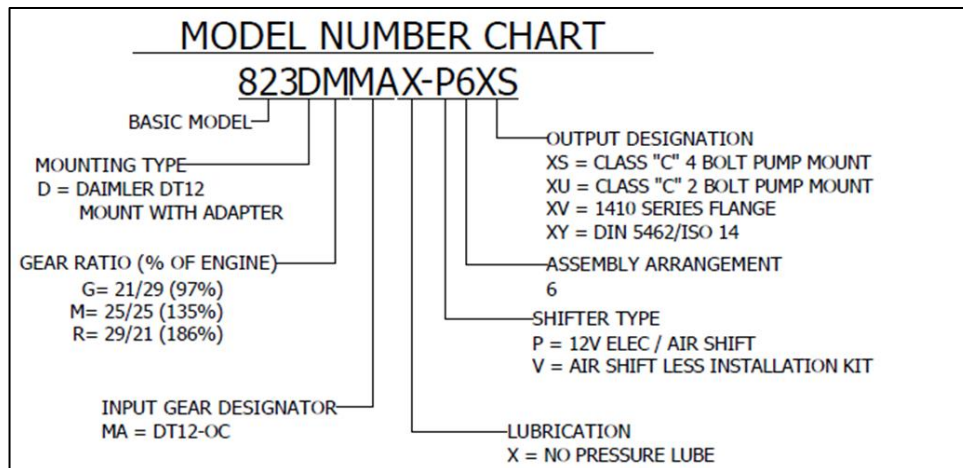 MODEL NUMBER CHART
823DMMAX-P6XS
BASIC MODEL
MOUNTING TYPE
D = DAIMLER DT12
MOUNT WITH ADAPTER
GEAR RATIO (% OF ENGINE)
G= 21/29 (97%)
M= 25/25 (135%)
R= 29/21 (186%)
INPUT GEAR DESIGNATOR
MA = DT12-OC
OUTPUT DESIGNATION
XS = CLASS "C" 4 BOLT PUMP MOUNT
XU = CLASS "C" 2 BOLT PUMP MOUNT
XV = 1410 SERIES FLANGE
XY = DIN 5462/ISO 14
ASSEMBLY ARRANGEMENT
6
SHIFTER TYPE
P = 12V ELEC / AIR SHIFT
V = AIR SHIFT LESS INSTALLATION KIT
LUBRICATION
X = NO PRESSURE LUBE